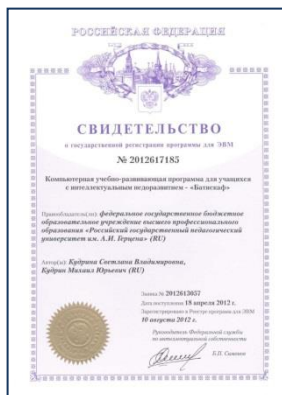 РОССИЙСКАЯ ФЕДЕРАЦИЯ
СВИДЕТЕЛЬСТВО
о государственной регистрации программы для ЭВМ
№ 2012617185
Компьютерная учебно-развивающая программа для учащихся
с интеллектуальным недоразвитием - «Батискаф»
Правообладатель(ли): федеральное государственное бюджетное
образовательное учреждение высшего профессионального
образования «Российский государственный педагогический
университет им. А.И. Герцена» (RU)
Автор(ы): Кудрина Светлана Владимировна,
Кудрин Михаил Юрьевич (RU)
Заявка № 2012613057
Дата поступления 18 апреля 2012 г.
Зарегистрировано в Реестре программ для ЭВМ
10 августа 2012 г.
Руководитель Федеральной службы
по интеллектуальной собственности
Б.П. Симонов